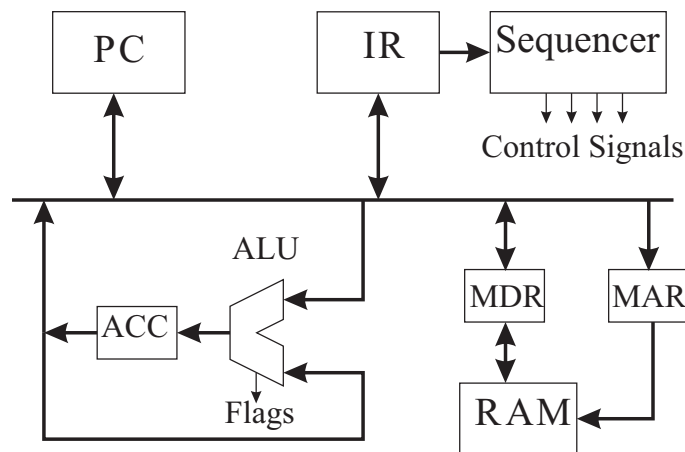 PC
IR
Sequencer
Control Signals
ALU
ACC
Flags
MDR
MAR
RAM